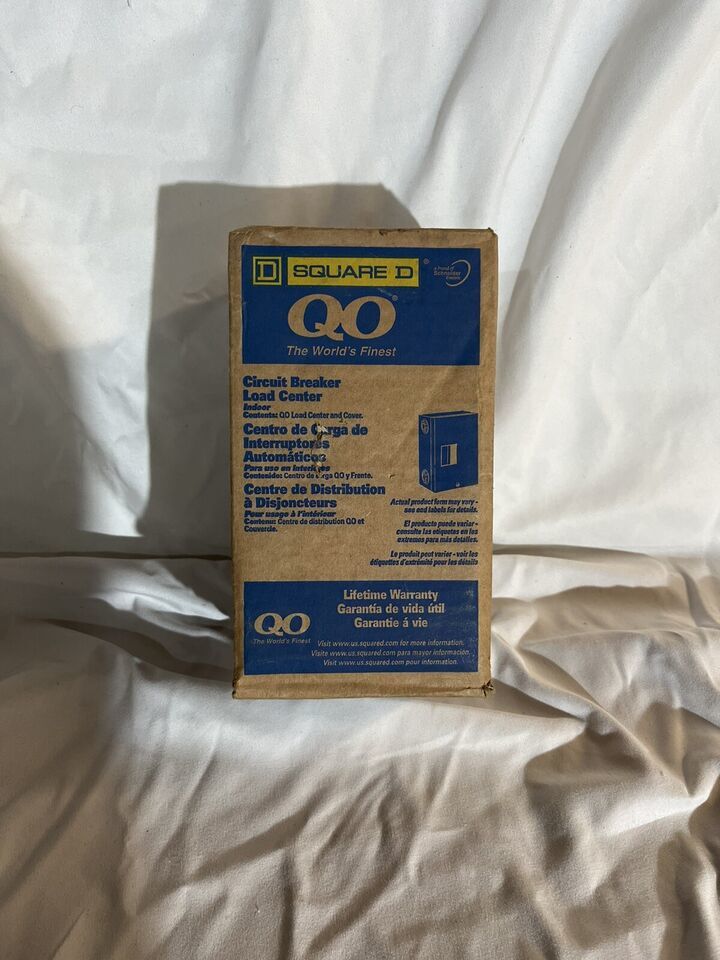 D SQUARE D ®
a brand of
Schneider
Electric
QO®
The World's Finest
Circuit Breaker
Load Center
Indoor
Contents: QO Load Center and Cover.
Centro de Carga de
Interruptores
Automáticos
Para uso en Interiores
Contenido: Centro de Carga QO y Frente.
Centre de Distribution
à Disjoncteurs
Pour usage à l'intérieur
Contenu: Centre de distribution QO et
Couvercle.
Actual product form may vary -
see end labels for details.
El producto puede variar -
consulte las etiquetas en los
extremos para más detalles.
Le produit peut varier - voir les
étiquettes d'extrémité pour les détails
Lifetime Warranty
Garantía de vida útil
Garantie á vie
QO
The World's Finest
Visit www.us.squared.com for more information.
Visite www.us.squared.com para mayor información.
Visit www.us.squared.com pour information.